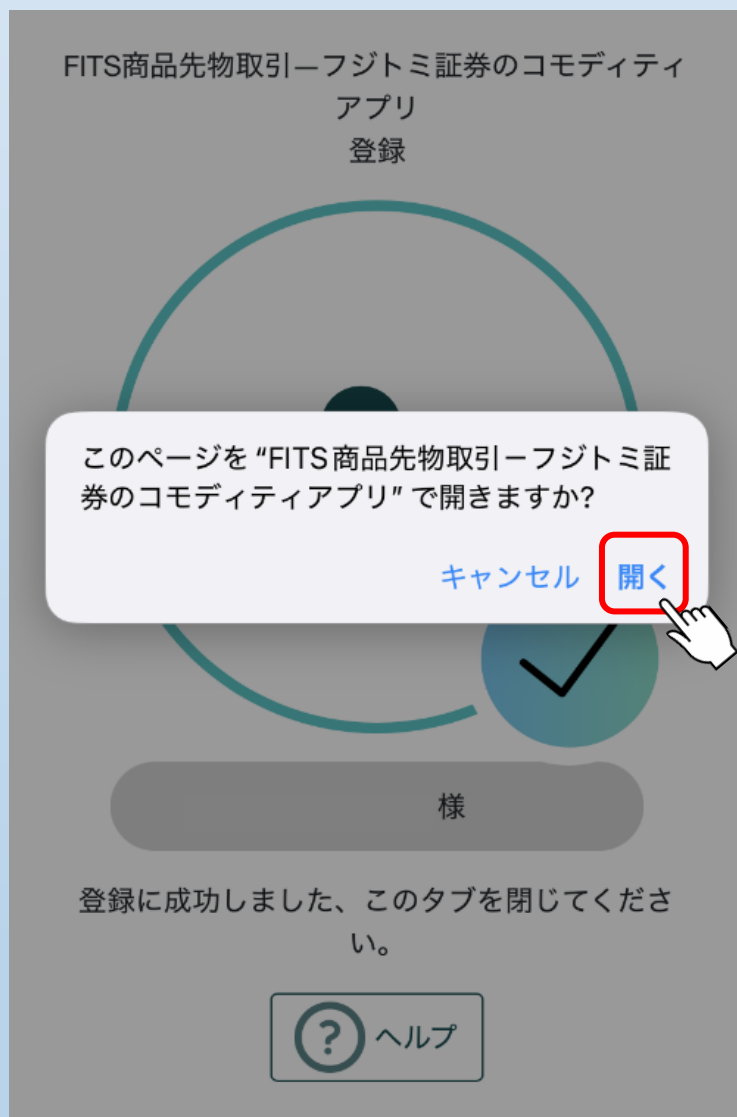 FITS商品先物取引—フジトミ証券のコモディティ
アプリ
登録
このページを “FITS商品先物取引ーフジトミ証
券のコモディティアプリ” で開きますか?
キャンセル 開く
様
登録に成功しました、このタブを閉じてくださ
い。
? ヘルプ